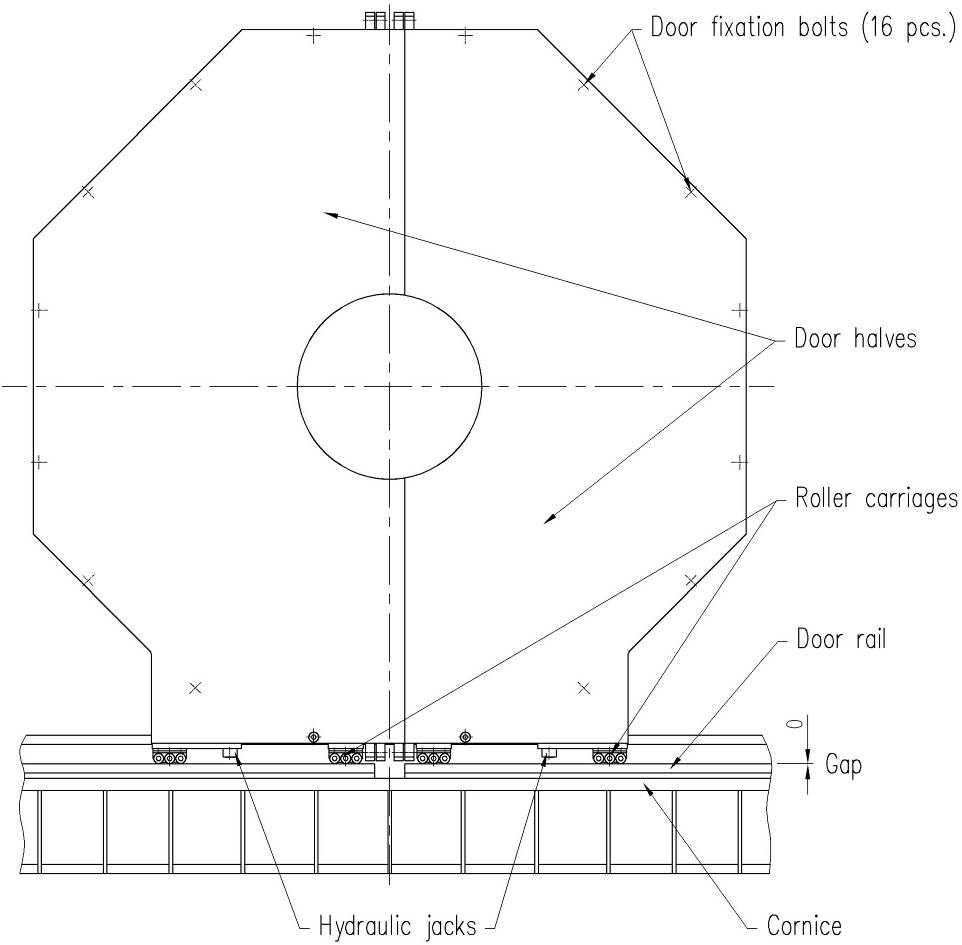 Door fixation bolts (16 pcs.)
Door halves
Roller carriages
Door rail
0
Gap
Hydraulic jacks
Cornice